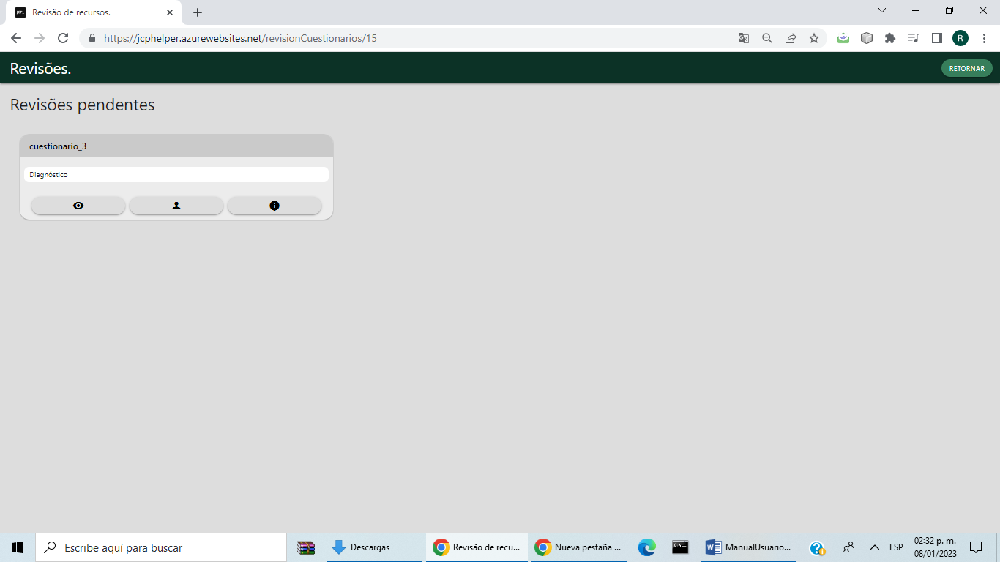 JCP_
Revisão de recursos.
https://jcphelper.azurewebsites.net/revisionCuestionarios/15
R
Revisões.
RETORNAR
Revisões pendentes
cuestionario_3
Diagnóstico
Escribe aquí para buscar
Descargas
Revisão de recu...
Nueva pestaña ...
ManualUsuario...
ESP
02:32 p. m.
08/01/2023